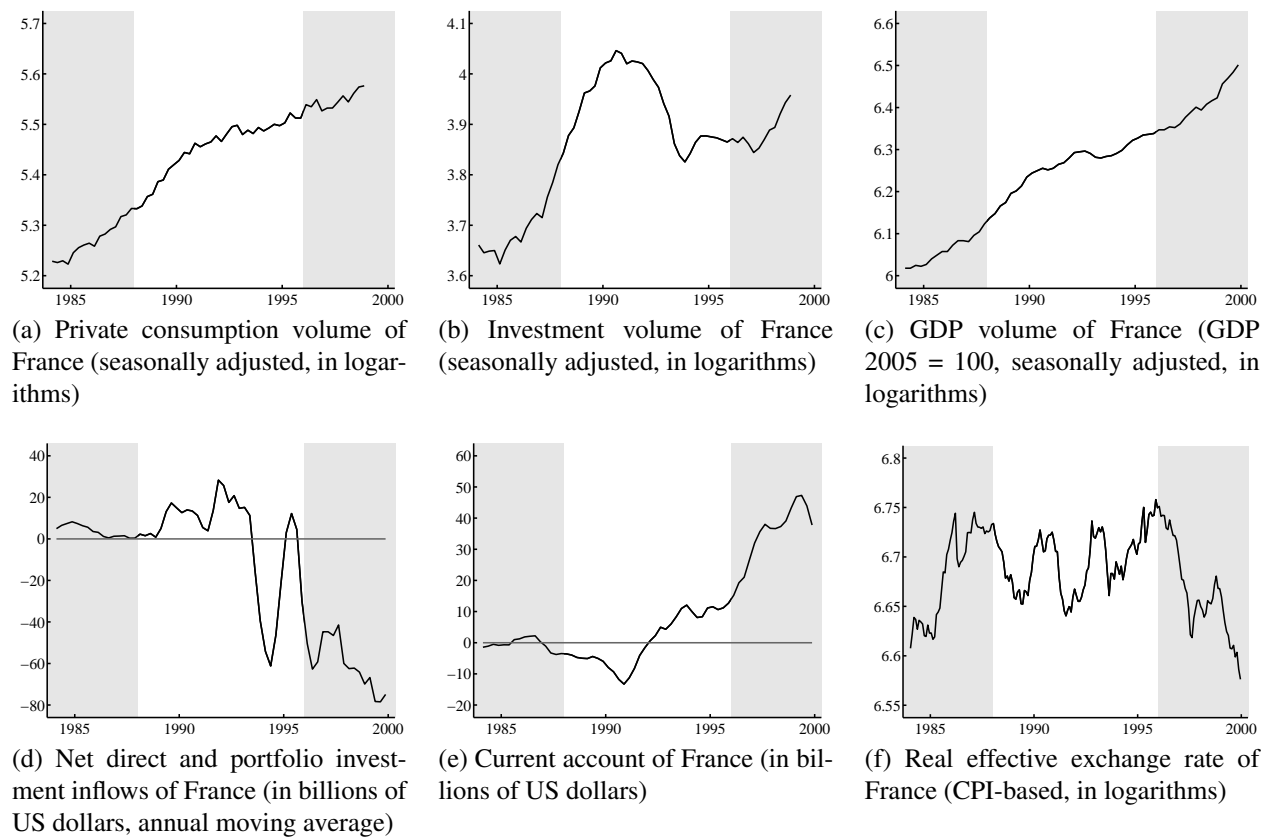 5.7
5.6
5.5
5.4
5.3
5.2
1985 1990 1995 2000
(a) Private consumption volume of
France (seasonally adjusted, in logar-
ithms)
4.1
4
3.9
3.8
3.7
3.6
1985 1990 1995 2000
(b) Investment volume of France
(seasonally adjusted, in logarithms)
6.6
6.5
6.4
6.3
6.2
6.1
6
1985 1990 1995 2000
(c) GDP volume of France (GDP
2005 = 100, seasonally adjusted, in
logarithms)
40
20
0
−20
−40
−60
−80
1985 1990 1995 2000
(d) Net direct and portfolio invest-
ment inflows of France (in billions of
US dollars, annual moving average)
60
50
40
30
20
10
0
−10
−20
1985 1990 1995 2000
(e) Current account of France (in bil-
lions of US dollars)
6.8
6.75
6.7
6.65
6.6
6.55
1985 1990 1995 2000
(f) Real effective exchange rate of
France (CPI-based, in logarithms)